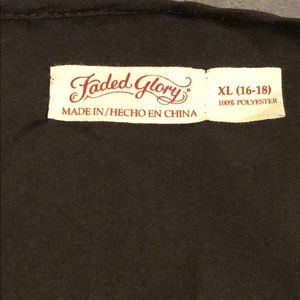 Faded Glory®
MADE IN/HECHO EN CHINA
XL (16-18)
100% POLYESTER